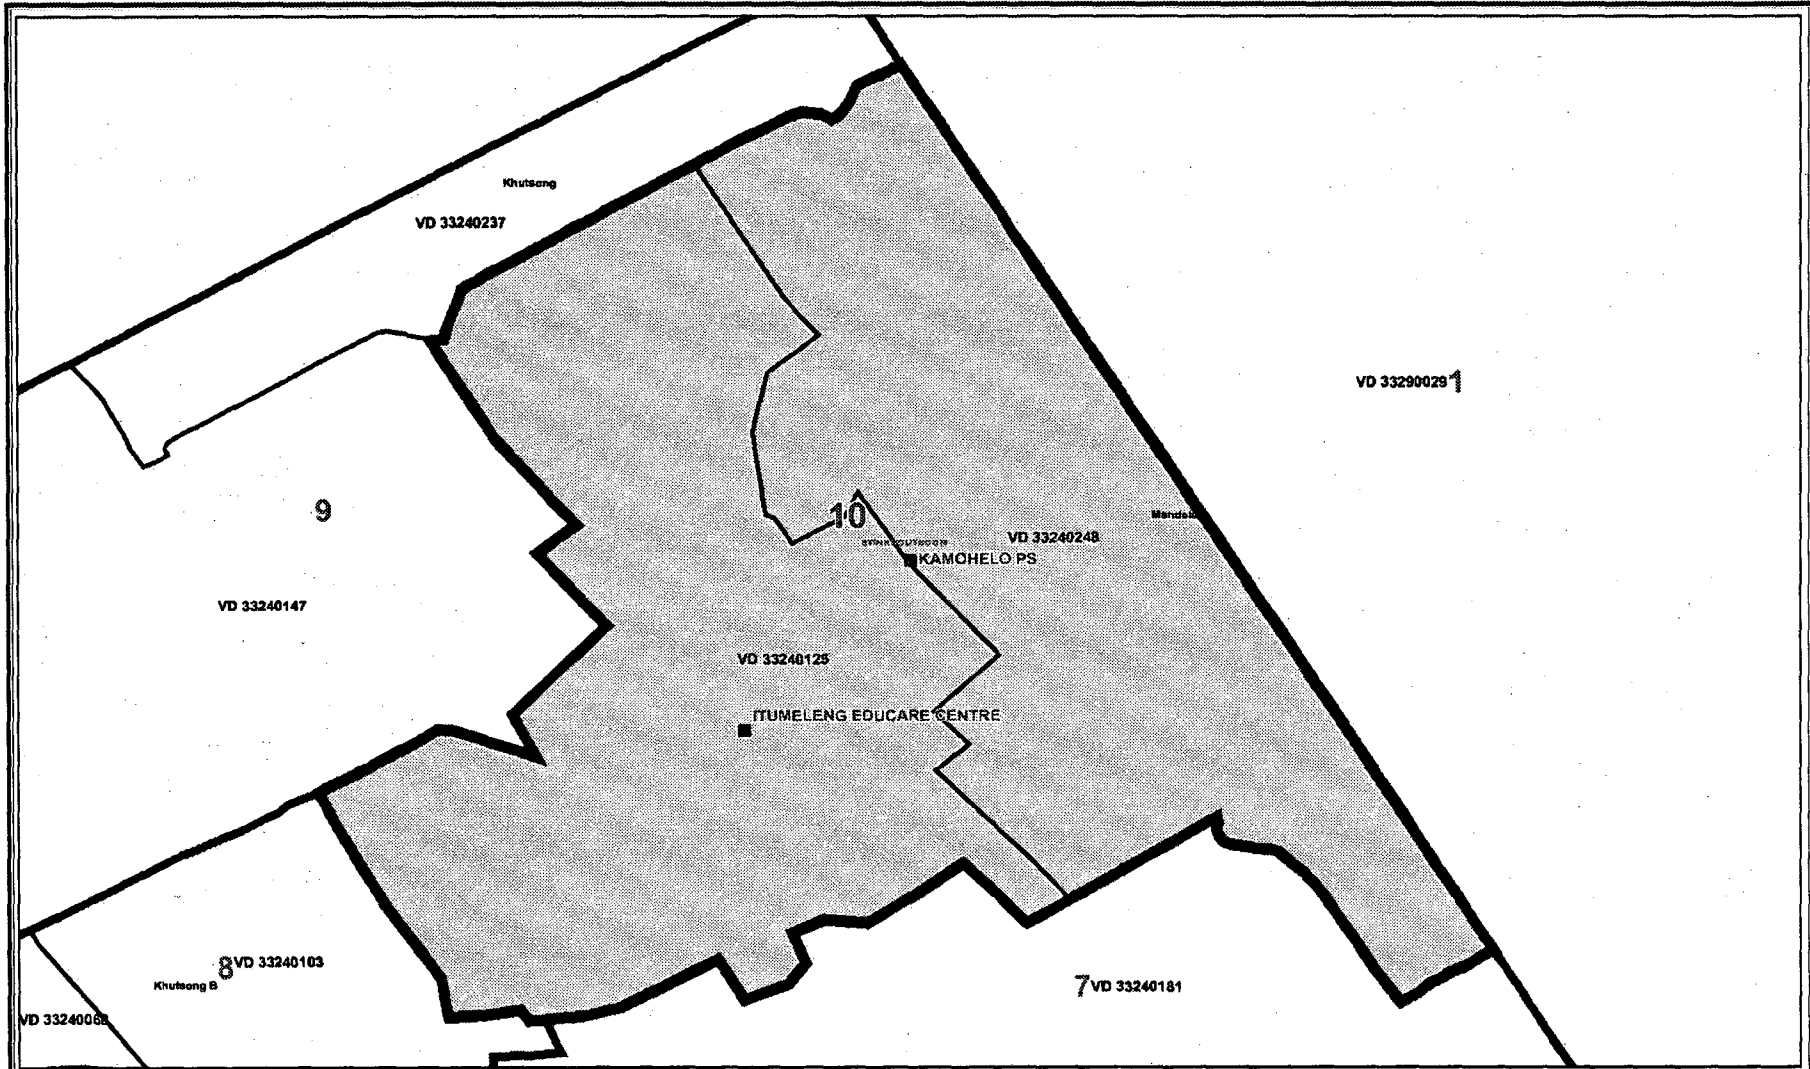 Khutsong
VD 33240237
VD 33290029 1
9
10
VD 33240248
KAMOHELO PS
VD 33240147
VD 33240125
ITUMELENG EDUCARE CENTRE
8 VD 33240103
Khutsong B
7 VD 33240181